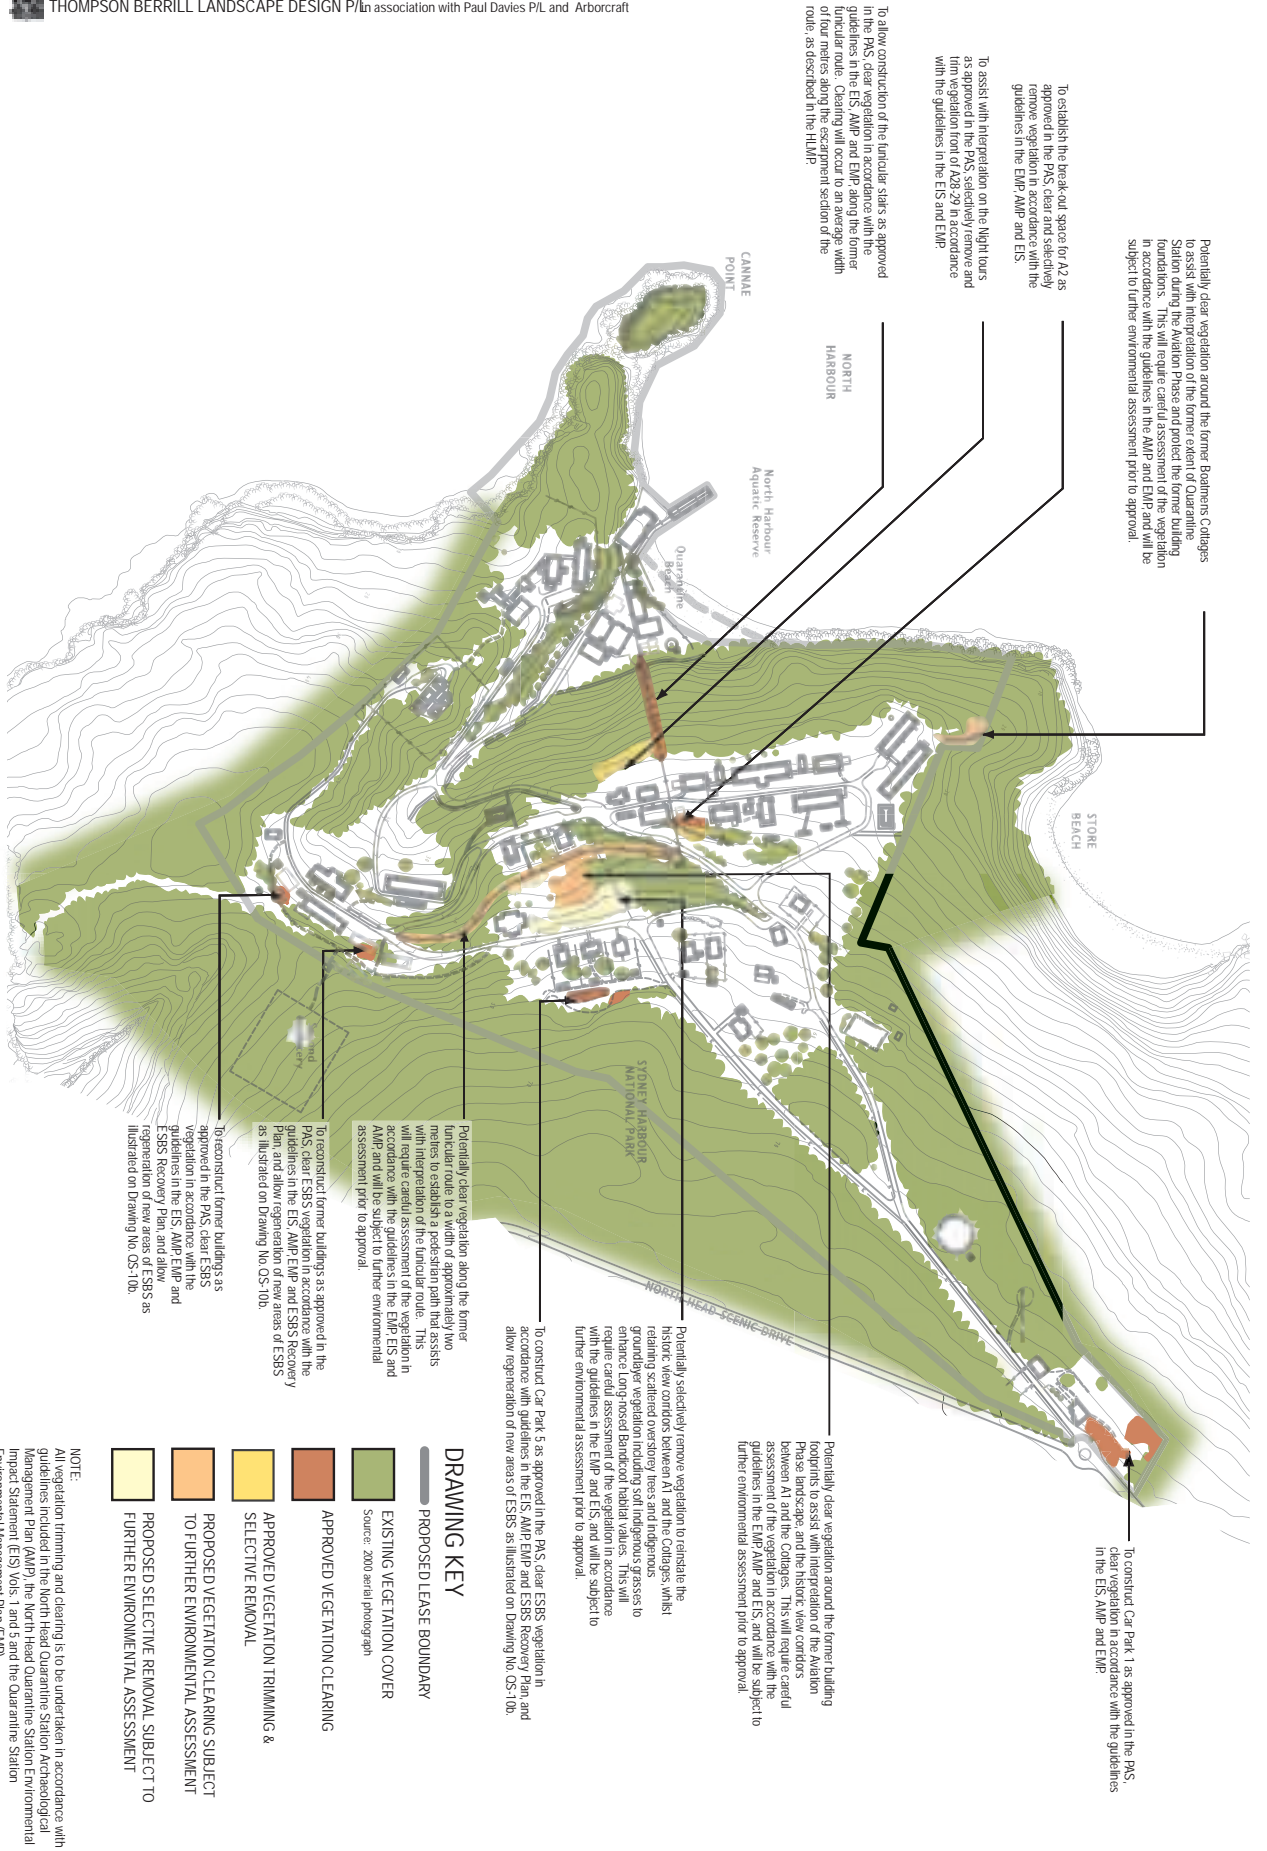 THOMPSON BERRILL LANDSCAPE DESIGN P/L
in association with Paul Davies P/L and Arborcraft
Potentially clear vegetation around the former Boatmens Cottages
to assist with interpretation of the former extent of Quarantine
Station during the Aviation Phase and protect the former building
foundations. This will require careful assessment of the vegetation
in accordance with the guidelines in the AMP and EMP, and will be
subject to further environmental assessment prior to approval.
To establish the break-out space for A2 as
approved in the PAS, clear and selectively
remove vegetation in accordance with the
guidelines in the EMP, AMP and EIS.
To assist with interpretation on the Night tours
as approved in the PAS, selectively remove and
trim vegetation front of A28-29 in accordance
with the guidelines in the EIS and EMP.
To allow construction of the funicular stairs as approved
in the PAS, clear vegetation in accordance with the
guidelines in the EIS, AMP and EMP, along the former
funicular route. Clearing will occur to an average width
of four metres along the escarpment section of the
route, as described in the HLMP.
CANNAE
POINT
NORTH
HARBOUR
North Harbour
Aquatic Reserve
Quarantine
Beach
STORE
BEACH
SYDNEY HARBOUR
NATIONAL PARK
NORTH HEAD SCENIC DRIVE
To construct Car Park 1 as approved in the PAS,
clear vegetation in accordance with the guidelines
in the EIS, AMP and EMP.
Potentially clear vegetation around the former building
footprints to assist with interpretation of the Aviation
Phase landscape, and the historic view corridors
between A1 and the Cottages. This will require careful
assessment of the vegetation in accordance with the
guidelines in the EMP, AMP and EIS, and will be subject to
further environmental assessment prior to approval.
Potentially selectively remove vegetation to reinstate the
historic view corridors between A1 and the Cottages, whilst
retaining scattered overstorey trees and indigenous
groundlayer vegetation including soft indigenous grasses to
enhance Long-nosed Bandicoot habitat values. This will
require careful assessment of the vegetation in accordance
with the guidelines in the EMP and EIS, and will be subject to
further environmental assessment prior to approval.
To construct Car Park 5 as approved in the PAS, clear ESBS vegetation in
accordance with guidelines in the EIS, AMP, EMP and ESBS Recovery Plan, and
allow regeneration of new areas of ESBS as illustrated on Drawing No. QS-10b.
Potentially clear vegetation along the former
funicular route to a width of approximately two
metres to establish a pedestrian path that assists
with interpretation of the funicular route. This
will require careful assessment of the vegetation in
accordance with the guidelines in the EMP, EIS and
AMP, and will be subject to further environmental
assessment prior to approval.
To reconstruct former buildings as approved in the
PAS, clear ESBS vegetation in accordance with the
guidelines in the EIS, AMP, EMP and ESBS Recovery
Plan, and allow regeneration of new areas of ESBS
as illustrated on Drawing No. QS-10b.
To reconstruct former buildings as
approved in the PAS, clear ESBS
vegetation in accordance with the
guidelines in the EIS, AMP, EMP and
ESBS Recovery Plan, and allow
regeneration of new areas of ESBS as
illustrated on Drawing No. QS-10b.
DRAWING KEY
PROPOSED LEASE BOUNDARY
EXISTING VEGETATION COVER
Source: 2000 aerial photograph
APPROVED VEGETATION CLEARING
APPROVED VEGETATION TRIMMING &
SELECTIVE REMOVAL
PROPOSED VEGETATION CLEARING SUBJECT
TO FURTHER ENVIRONMENTAL ASSESSMENT
PROPOSED SELECTIVE REMOVAL SUBJECT TO
FURTHER ENVIRONMENTAL ASSESSMENT
NOTE:
All vegetation trimming and clearing is to be undertaken in accordance with
guidelines included in the North Head Quarantine Station Archaeological
Management Plan (AMP), the North Head Quarantine Station Environmental
Impact Statement (EIS) Vols. 1 and 5 and the Quarantine Station
Environmental Management Plan (EMP).